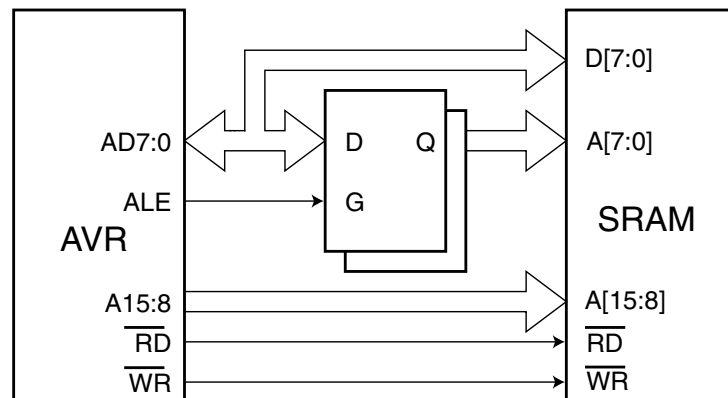 D[7:0]
AD7:0
D
Q
A[7:0]
ALE
G
AVR
SRAM
A15:8
A[15:8]
RD
RD
WR
WR